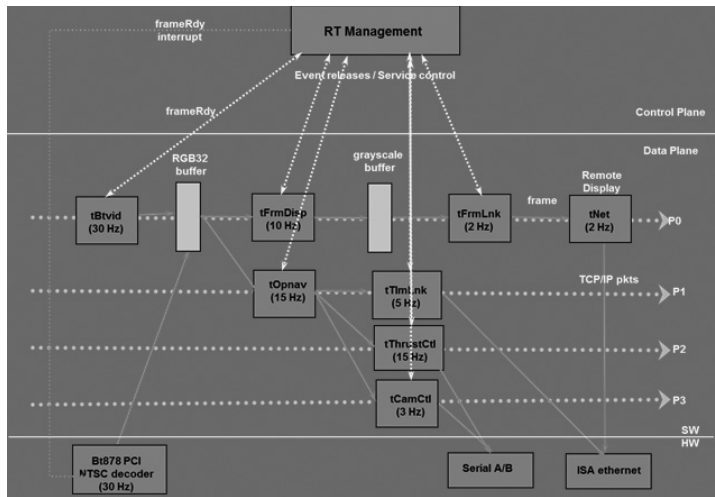 frameRdy
interrupt
RT Management
Event releases / Service control
frameRdy
Control Plane
Data Plane
RGB32
buffer
grayscale
buffer
Remote
Display
tBtvid
(30 Hz)
tFrmDisp
(10 Hz)
tFrmLnk
(2 Hz)
frame
tNet
(2 Hz)
P0
tOpnav
(15 Hz)
tTlmLnk
(5 Hz)
TCP/IP pkts
P1
tThrustCtl
(15 Hz)
P2
tCamCtl
(3 Hz)
P3
SW
HW
Bt878 PCI
NTSC decoder
(30 Hz)
Serial A/B
ISA ethernet